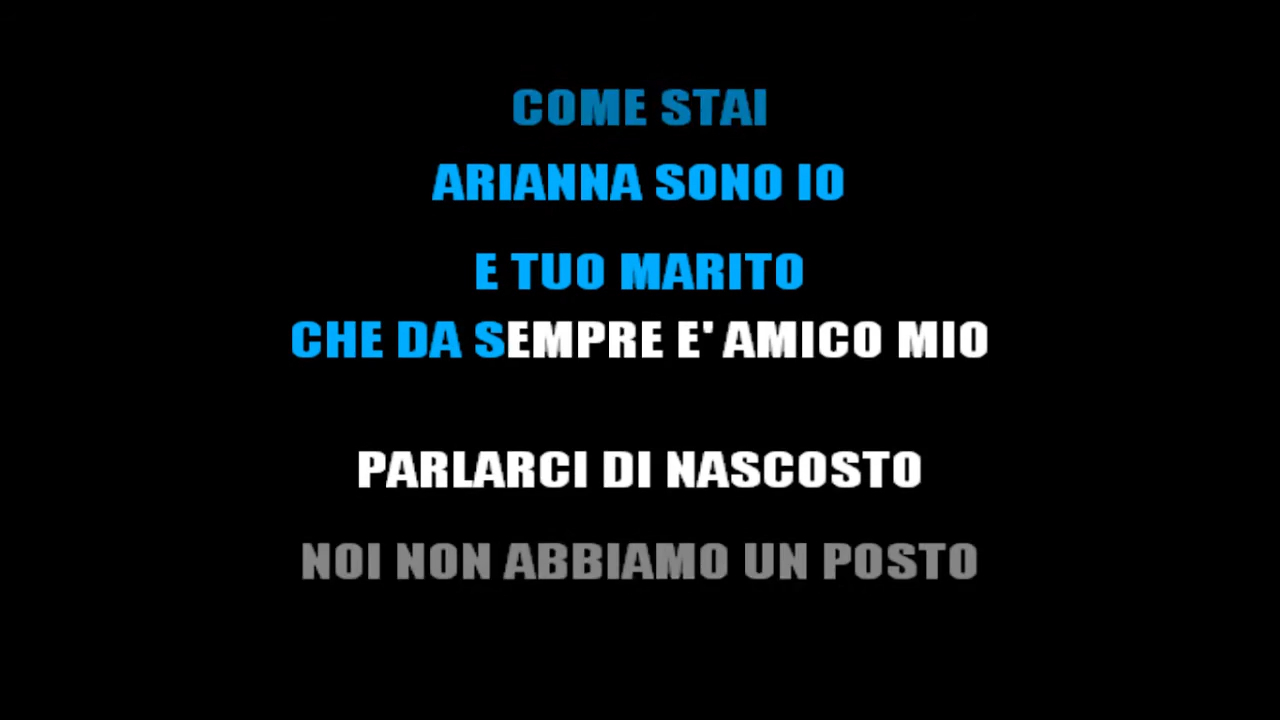 COME STAI
ARIANNA SONO IO
E TUO MARITO
CHE DA SEMPRE E' AMICO MIO
PARLARCI DI NASCOSTO
NOI NON ABBIAMO UN POSTO